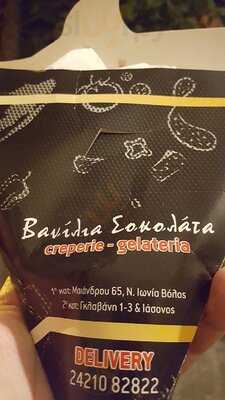 Βανίλια Σοκολάτα
creperie - gelateria
1ο κατ: Μαιάνδρου 65, Ν. Ιωνία Βόλος
2ο κατ: Γκλαβάνη 1-3 & Ιάσονος
DELIVERY
24210 82822